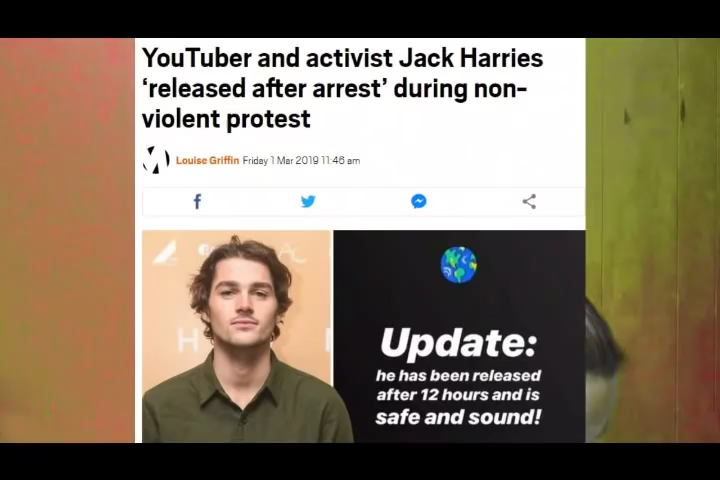 YouTuber and activist Jack Harries
‘released after arrest’ during non-
violent protest
Louise Griffin Friday 1 Mar 2019 11:46 am
Update:
he has been released
after 12 hours and is
safe and sound!